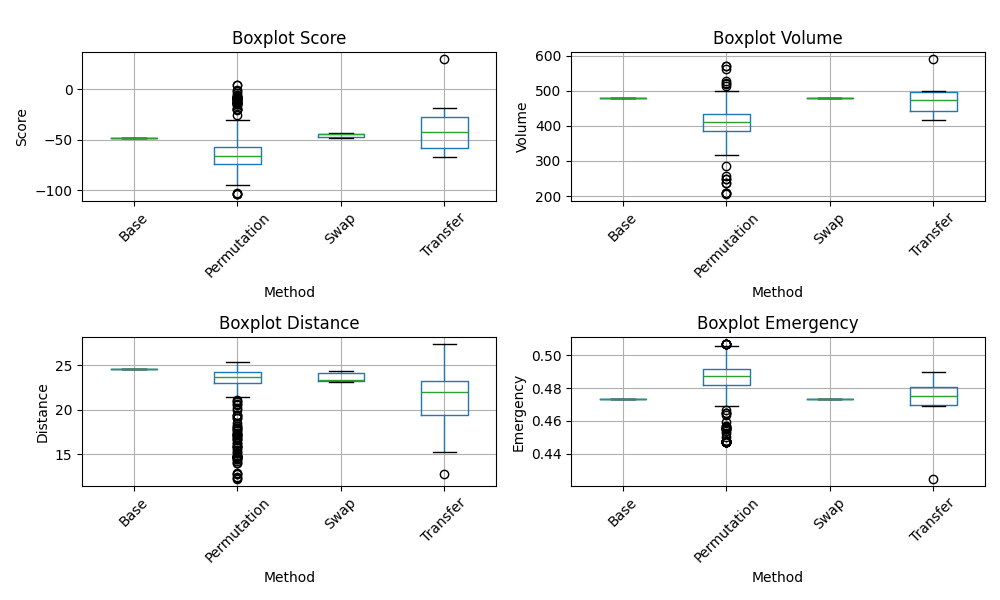 Boxplot Score
Score
0
−50
−100
Base
Permutation
Swap
Transfer
Method
Boxplot Volume
Volume
600
500
400
300
200
Base
Permutation
Swap
Transfer
Method
Boxplot Distance
Distance
25
20
15
Base
Permutation
Swap
Transfer
Method
Boxplot Emergency
Emergency
0.50
0.48
0.46
0.44
Base
Permutation
Swap
Transfer
Method